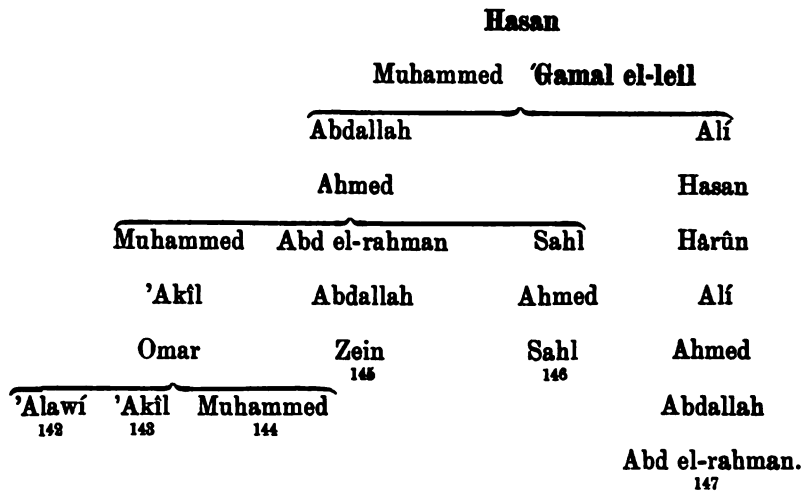 Hasan
Muhammed ’Gamal el-leil
Abdallah Alí
Ahmed Hasan
Muhammed Abd el-rahman Sahl Harûn
’Akîl Abdallah Ahmed Alí
Omar Zein Sahl Ahmed
145 146
’Alawí ’Akîl Muhammed Abdallah
142 143 144
Abd el-rahman.
147